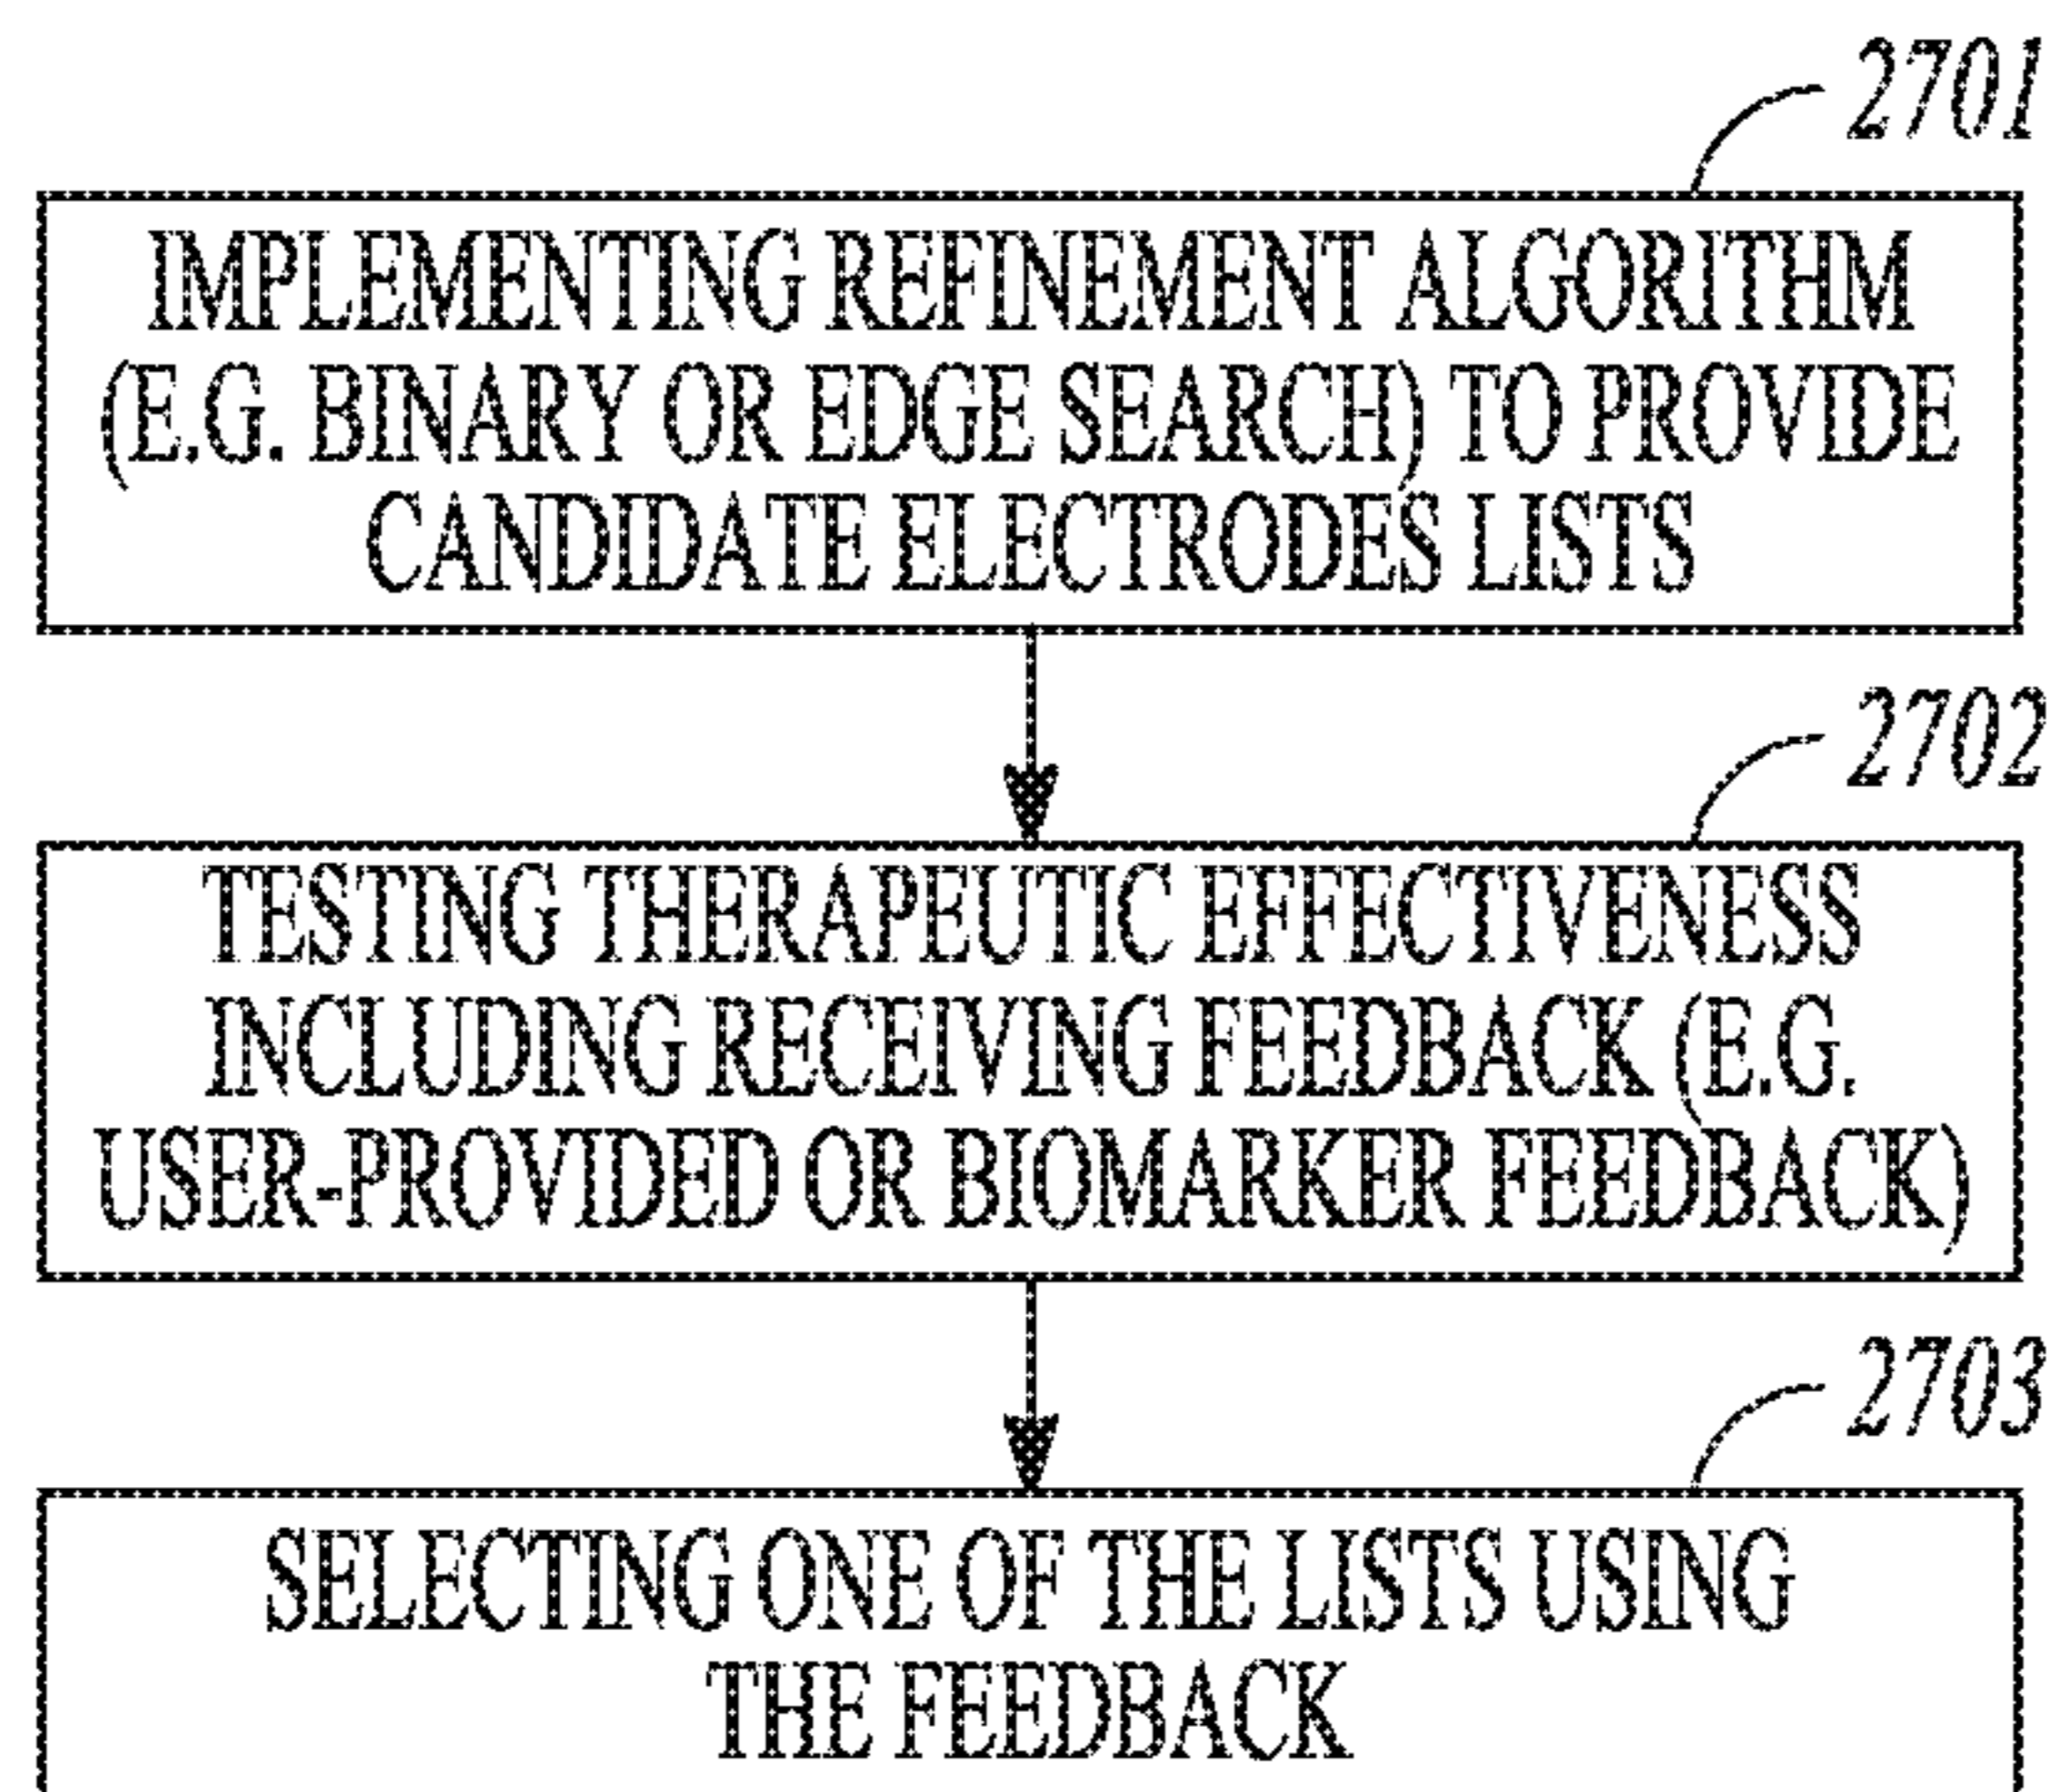 2701
IMPLEMENTING REFINEMENT ALGORITHM
(E.G. BINARY OR EDGE SEARCH) TO PROVIDE
CANDIDATE ELECTRODES LISTS
2702
TESTING THERAPEUTIC EFFECTIVENESS
INCLUDING RECEIVING FEEDBACK (E.G.
USER-PROVIDED OR BIOMARKER FEEDBACK)
2703
SELECTING ONE OF THE LISTS USING
THE FEEDBACK